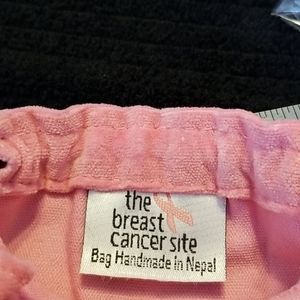 the
breast
cancer site
Bag Handmade in Nepal